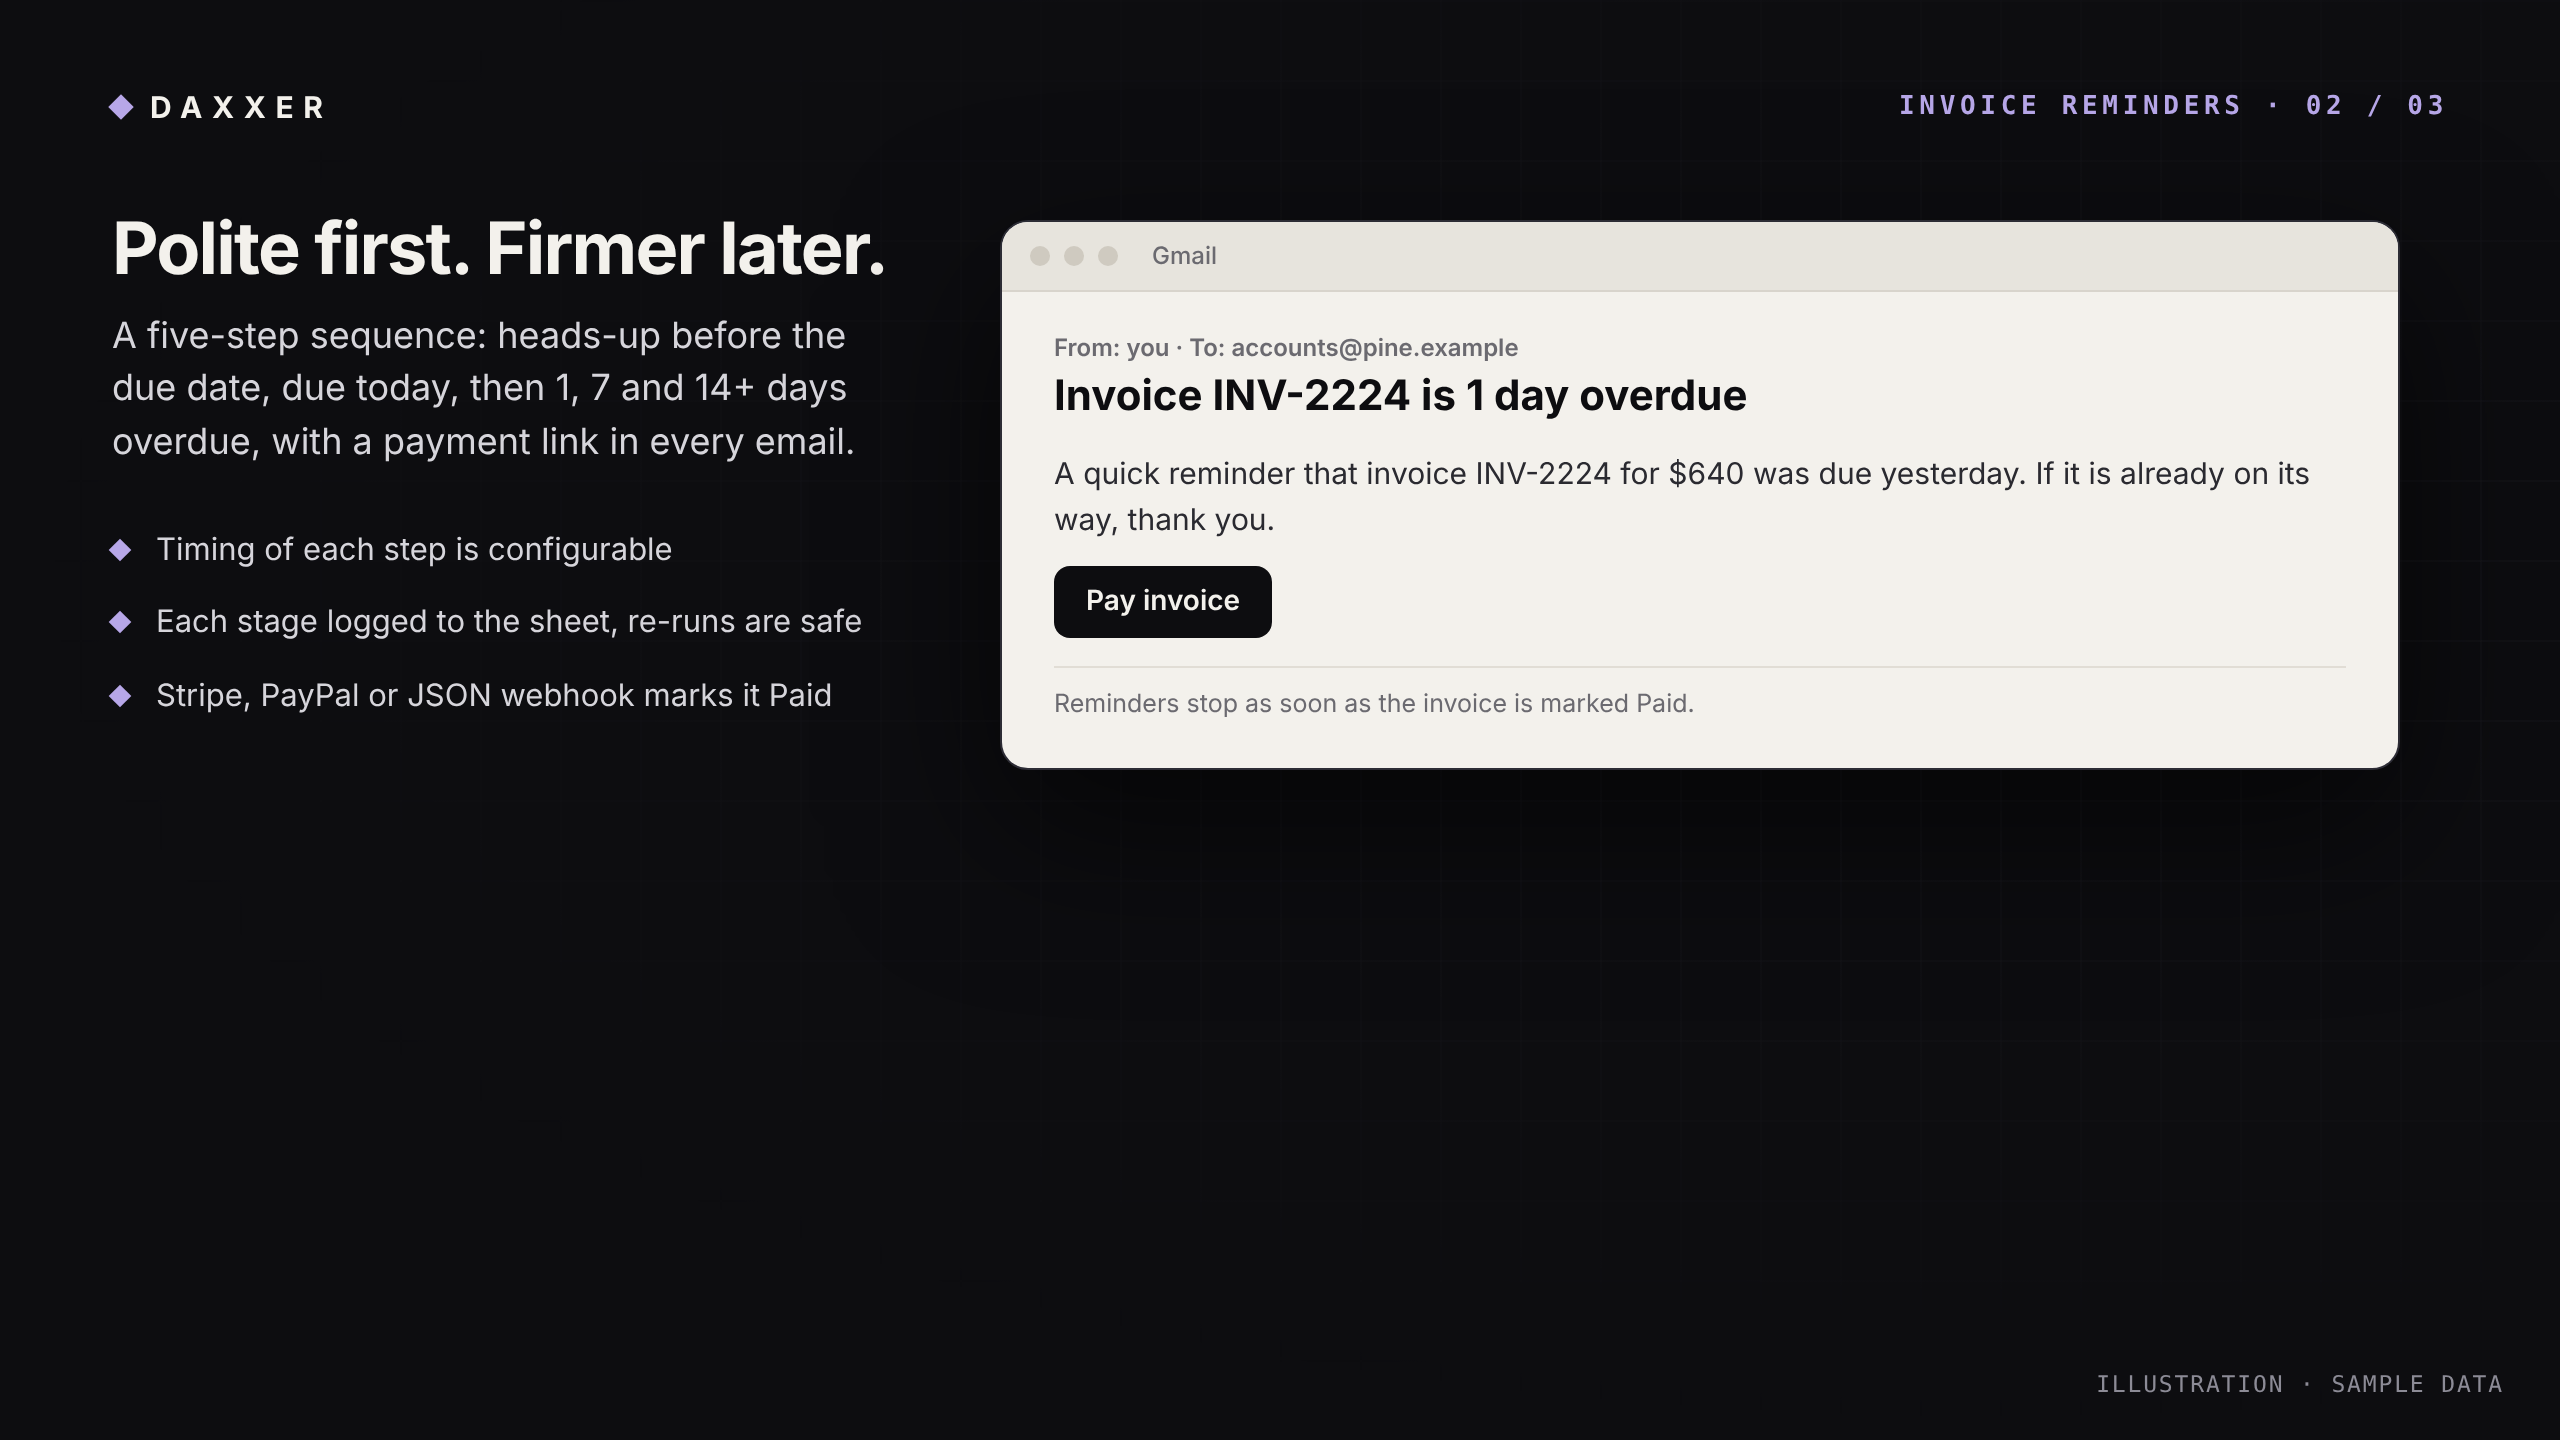 DAXXER
INVOICE REMINDERS · 02 / 03
Polite first. Firmer later.
A five-step sequence: heads-up before the
due date, due today, then 1, 7 and 14+ days
overdue, with a payment link in every email.
Timing of each step is configurable
Each stage logged to the sheet, re-runs are safe
Stripe, PayPal or JSON webhook marks it Paid
Gmail
From: you · To: accounts@pine.example
Invoice INV-2224 is 1 day overdue
A quick reminder that invoice INV-2224 for $640 was due yesterday. If it is already on its
way, thank you.
Pay invoice
Reminders stop as soon as the invoice is marked Paid.
ILLUSTRATION · SAMPLE DATA